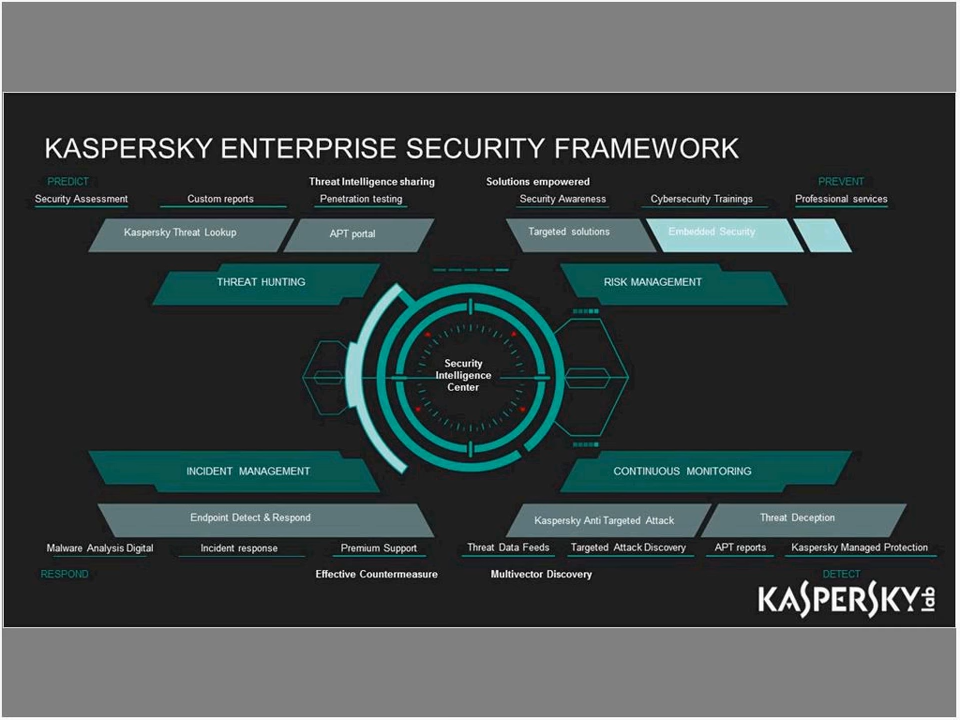 KASPERSKY ENTERPRISE SECURITY FRAMEWORK
PREDICT
Threat Intelligence sharing
Solutions empowered
PREVENT
Security Assessment
Custom reports
Penetration testing
Security Awareness
Cybersecurity Trainings
Professional services
Kaspersky Threat Lookup
APT portal
Targeted solutions
Embedded Security
THREAT HUNTING
RISK MANAGEMENT
Security
Intelligence
Center
INCIDENT MANAGEMENT
CONTINUOUS MONITORING
Endpoint Detect & Respond
Kaspersky Anti Targeted Attack
Threat Deception
Malware Analysis Digital
Incident response
Premium Support
Threat Data Feeds
Targeted Attack Discovery
APT reports
Kaspersky Managed Protection
RESPOND
Effective Countermeasure
Multivector Discovery
DETECT
KASPERSKY lab